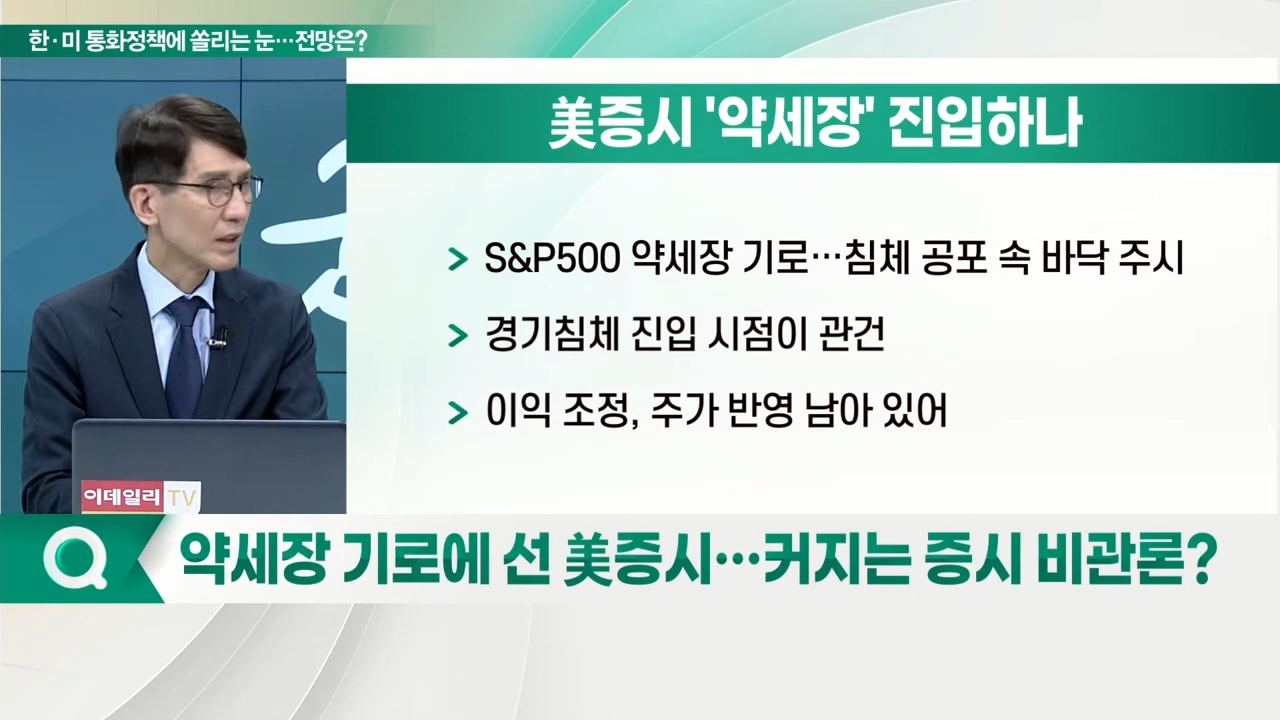 한·미 통화정책에 쏠리는 눈…전망은?
美증시 '약세장' 진입하나
> S&P500 약세장 기로…침체 공포 속 바닥 주시
> 경기침체 진입 시점이 관건
> 이익 조정, 주가 반영 남아 있어
이데일리 TV
Q 약세장 기로에 선 美증시…커지는 증시 비관론?